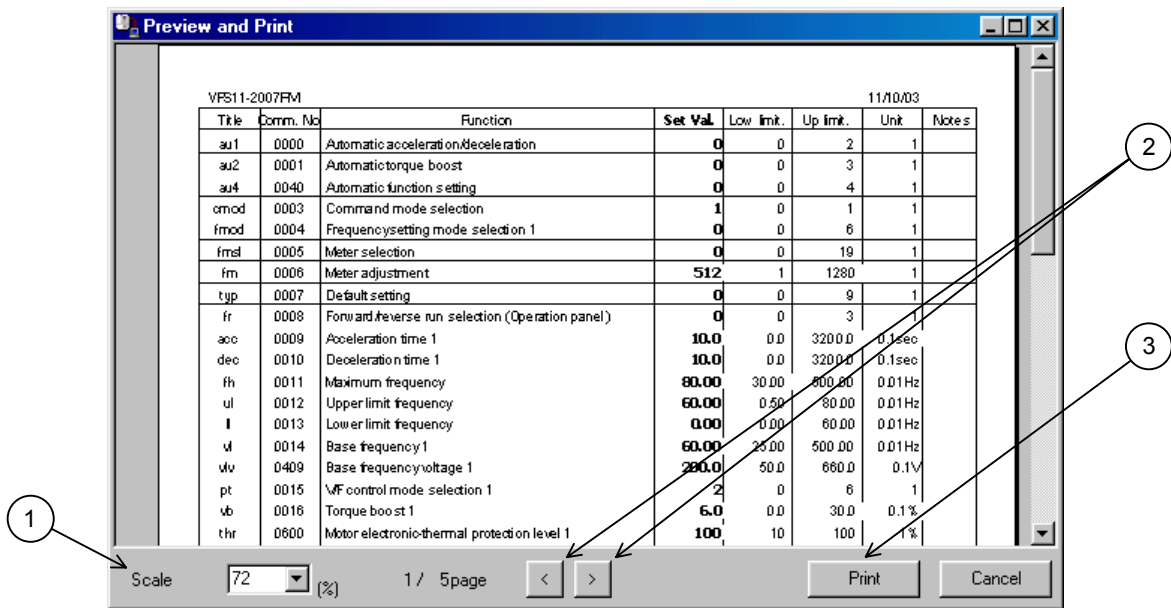 Preview and Print
VFS11-2007PM 11/10/03
Title Comm. No Function Set Val. Low limit. Up limit. Unit Notes
au1 0000 Automatic acceleration/deceleration 0 0 2 1
au2 0001 Automatic torque boost 0 0 3 1
au4 0040 Automatic function setting 0 0 4 1
cmod 0003 Command mode selection 1 0 1 1
fmod 0004 Frequency setting mode selection 1 0 0 6 1
fmsl 0005 Meter selection 0 0 19 1
fm 0006 Meter adjustment 512 1 1280 1
typ 0007 Default setting 0 0 9 1
fr 0008 Forward/reverse run selection (Operation panel) 0 0 3 1
acc 0009 Acceleration time 1 10.0 0.0 3200.0 0.1sec
dec 0010 Deceleration time 1 10.0 0.0 3200.0 0.1sec
fh 0011 Maximum frequency 80.00 30.00 500.00 0.01Hz
ul 0012 Upper limit frequency 60.00 0.50 80.00 0.01Hz
ll 0013 Lower limit frequency 0.00 0.00 60.00 0.01Hz
vl 0014 Base frequency 1 60.00 25.00 500.00 0.01Hz
vlv 0409 Base frequency voltage 1 200.0 50.0 660.0 0.1V
pt 0015 V/F control mode selection 1 2 0 6 1
vb 0016 Torque boost 1 6.0 0.0 30.0 0.1%
thr 0600 Motor electronic-thermal protection level 1 100 10 100 1%
Scale 72 (%) 1 / 5page < > Print Cancel
1
2
3